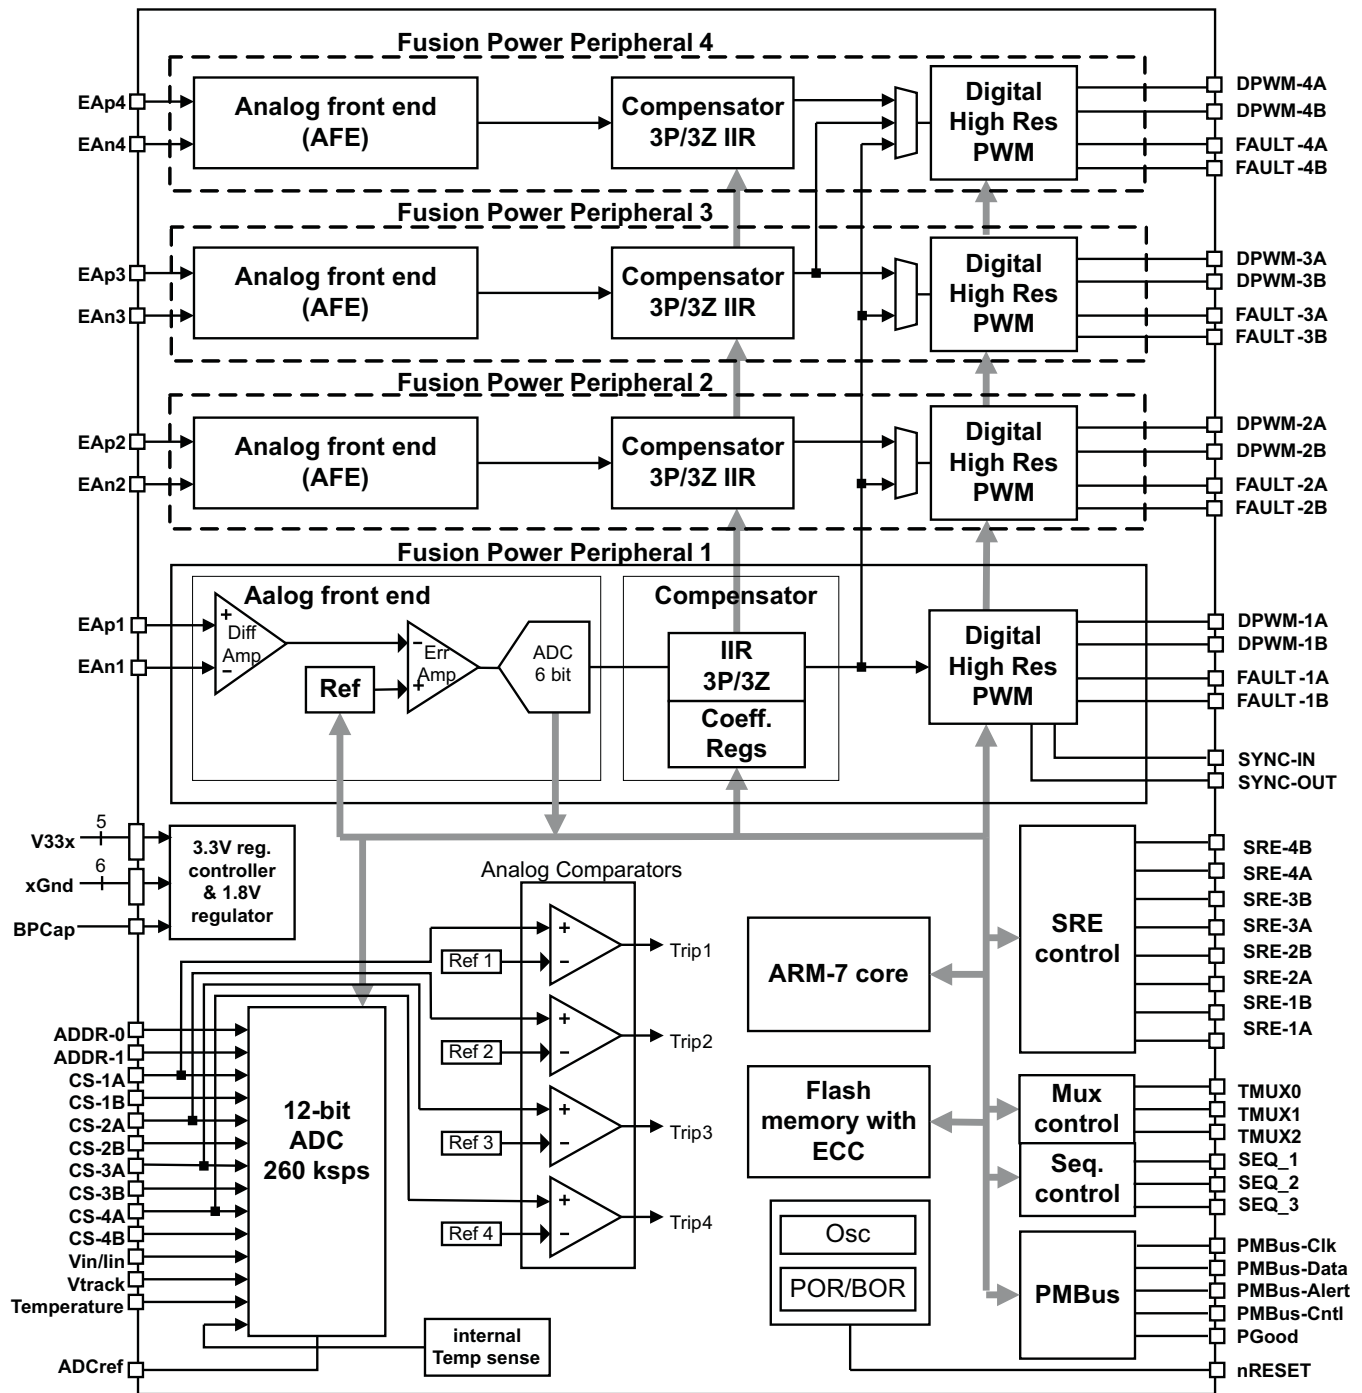 Fusion Power Peripheral 4
EAp4
EAn4
Analog front end
(AFE)
Compensator
3P/3Z IIR
Digital
High Res
PWM
DPWM-4A
DPWM-4B
FAULT-4A
FAULT-4B
Fusion Power Peripheral 3
EAp3
EAn3
Analog front end
(AFE)
Compensator
3P/3Z IIR
Digital
High Res
PWM
DPWM-3A
DPWM-3B
FAULT-3A
FAULT-3B
Fusion Power Peripheral 2
EAp2
EAn2
Analog front end
(AFE)
Compensator
3P/3Z IIR
Digital
High Res
PWM
DPWM-2A
DPWM-2B
FAULT-2A
FAULT-2B
Fusion Power Peripheral 1
EAp1
EAn1
Aalog front end
+
Diff
Amp
−
Ref
−
Err
Amp
+
ADC
6 bit
Compensator
IIR
3P/3Z
Coeff.
Regs
Digital
High Res
PWM
DPWM-1A
DPWM-1B
FAULT-1A
FAULT-1B
SYNC-IN
SYNC-OUT
V33x
5
xGnd
6
BPCap
3.3V reg.
controller
& 1.8V
regulator
Analog Comparators
Ref 1
+
−
Trip1
Ref 2
+
−
Trip2
Ref 3
+
−
Trip3
Ref 4
+
−
Trip4
ADDR-0
ADDR-1
CS-1A
CS-1B
CS-2A
CS-2B
CS-3A
CS-3B
CS-4A
CS-4B
Vin/Iin
Vtrack
Temperature
ADCref
12-bit
ADC
260 ksps
internal
Temp sense
ARM-7 core
Flash
memory with
ECC
Osc
POR/BOR
SRE
control
SRE-4B
SRE-4A
SRE-3B
SRE-3A
SRE-2B
SRE-2A
SRE-1B
SRE-1A
Mux
control
TMUX0
TMUX1
TMUX2
Seq.
control
SEQ_1
SEQ_2
SEQ_3
PMBus
PMBus-Clk
PMBus-Data
PMBus-Alert
PMBus-Cntl
PGood
nRESET